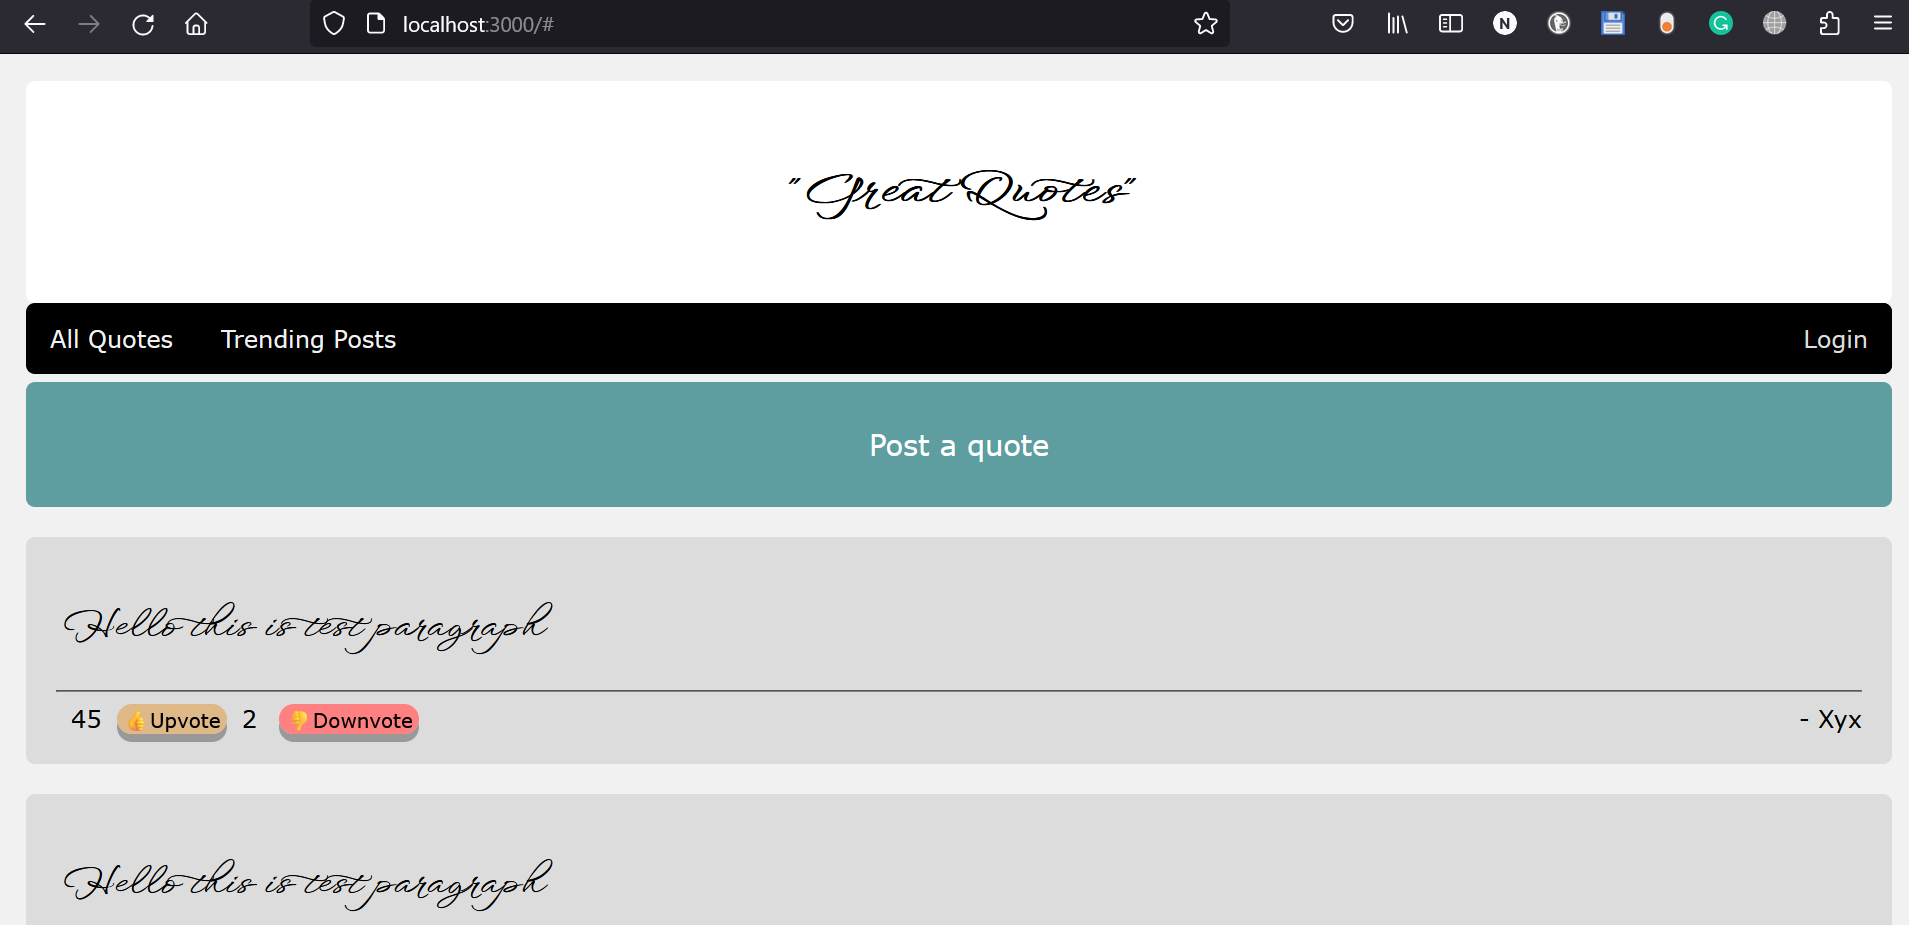 localhost:3000/#
N
G
"Great Quotes"
All Quotes Trending Posts Login
Post a quote
Hello this is test paragraph
45 👍Upvote 2 👎Downvote - Xyx
Hello this is test paragraph